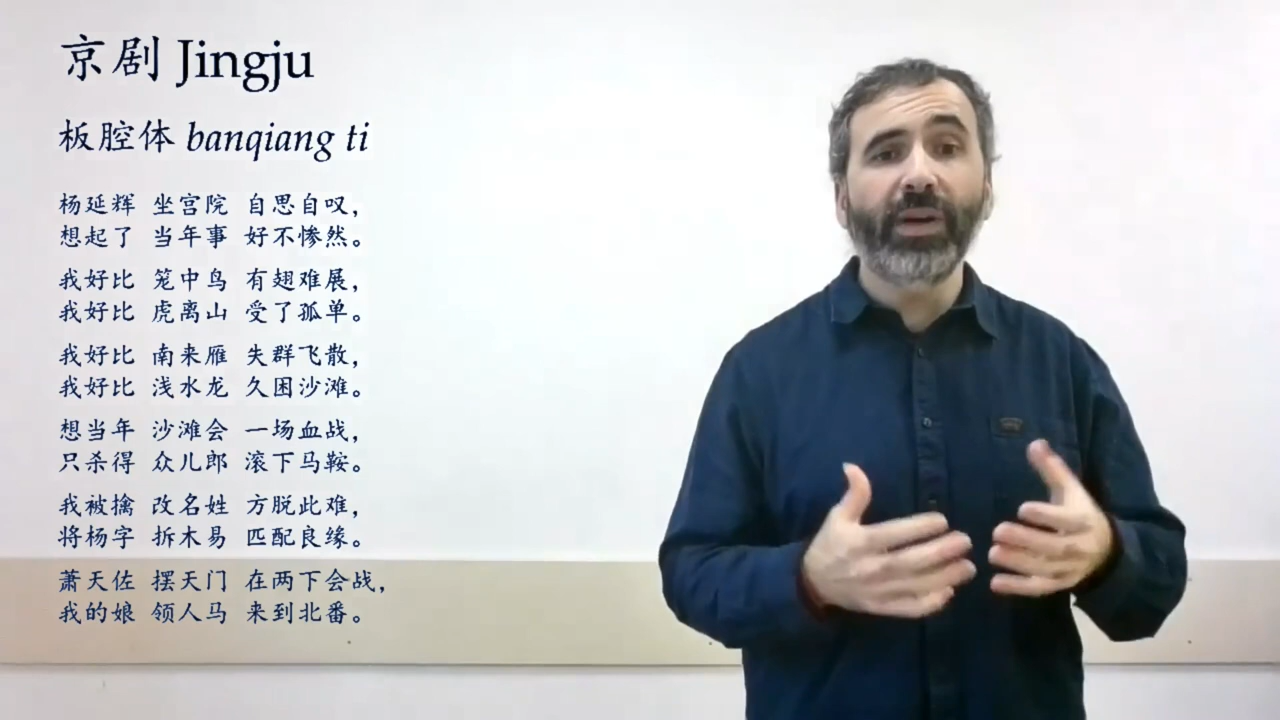 京剧 Jingju
板腔体 banqiang ti
杨延辉 坐宫院 自思自叹，
想起了 当年事 好不惨然。
我好比 笼中鸟 有翅难展，
我好比 虎离山 受了孤单。
我好比 南来雁 失群飞散，
我好比 浅水龙 久困沙滩。
想当年 沙滩会 一场血战，
只杀得 众儿郎 滚下马鞍。
我被擒 改名姓 方脱此难，
将杨字 拆木易 匹配良缘。
萧天佐 摆天门 在两下会战，
我的娘 领人马 来到北番。